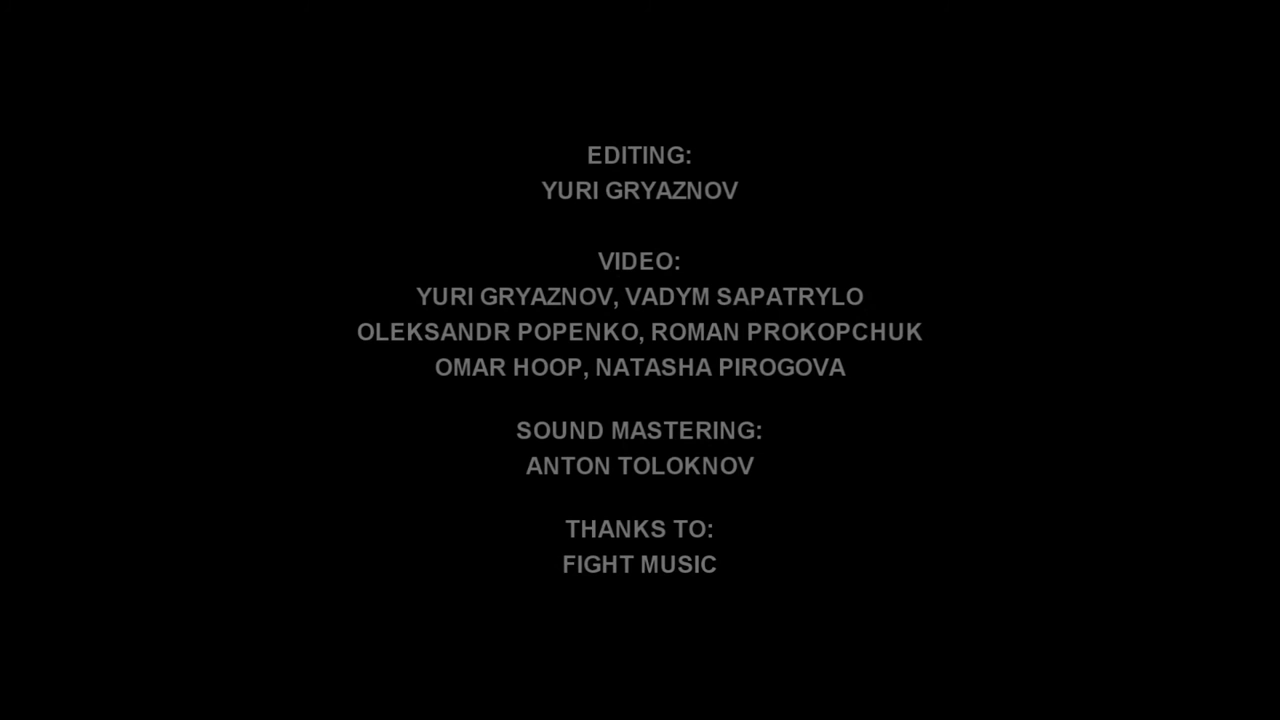 EDITING:
YURI GRYAZNOV
VIDEO:
YURI GRYAZNOV, VADYM SAPATRYLO
OLEKSANDR POPENKO, ROMAN PROKOPCHUK
OMAR HOOP, NATASHA PIROGOVA
SOUND MASTERING:
ANTON TOLOKNOV
THANKS TO:
FIGHT MUSIC